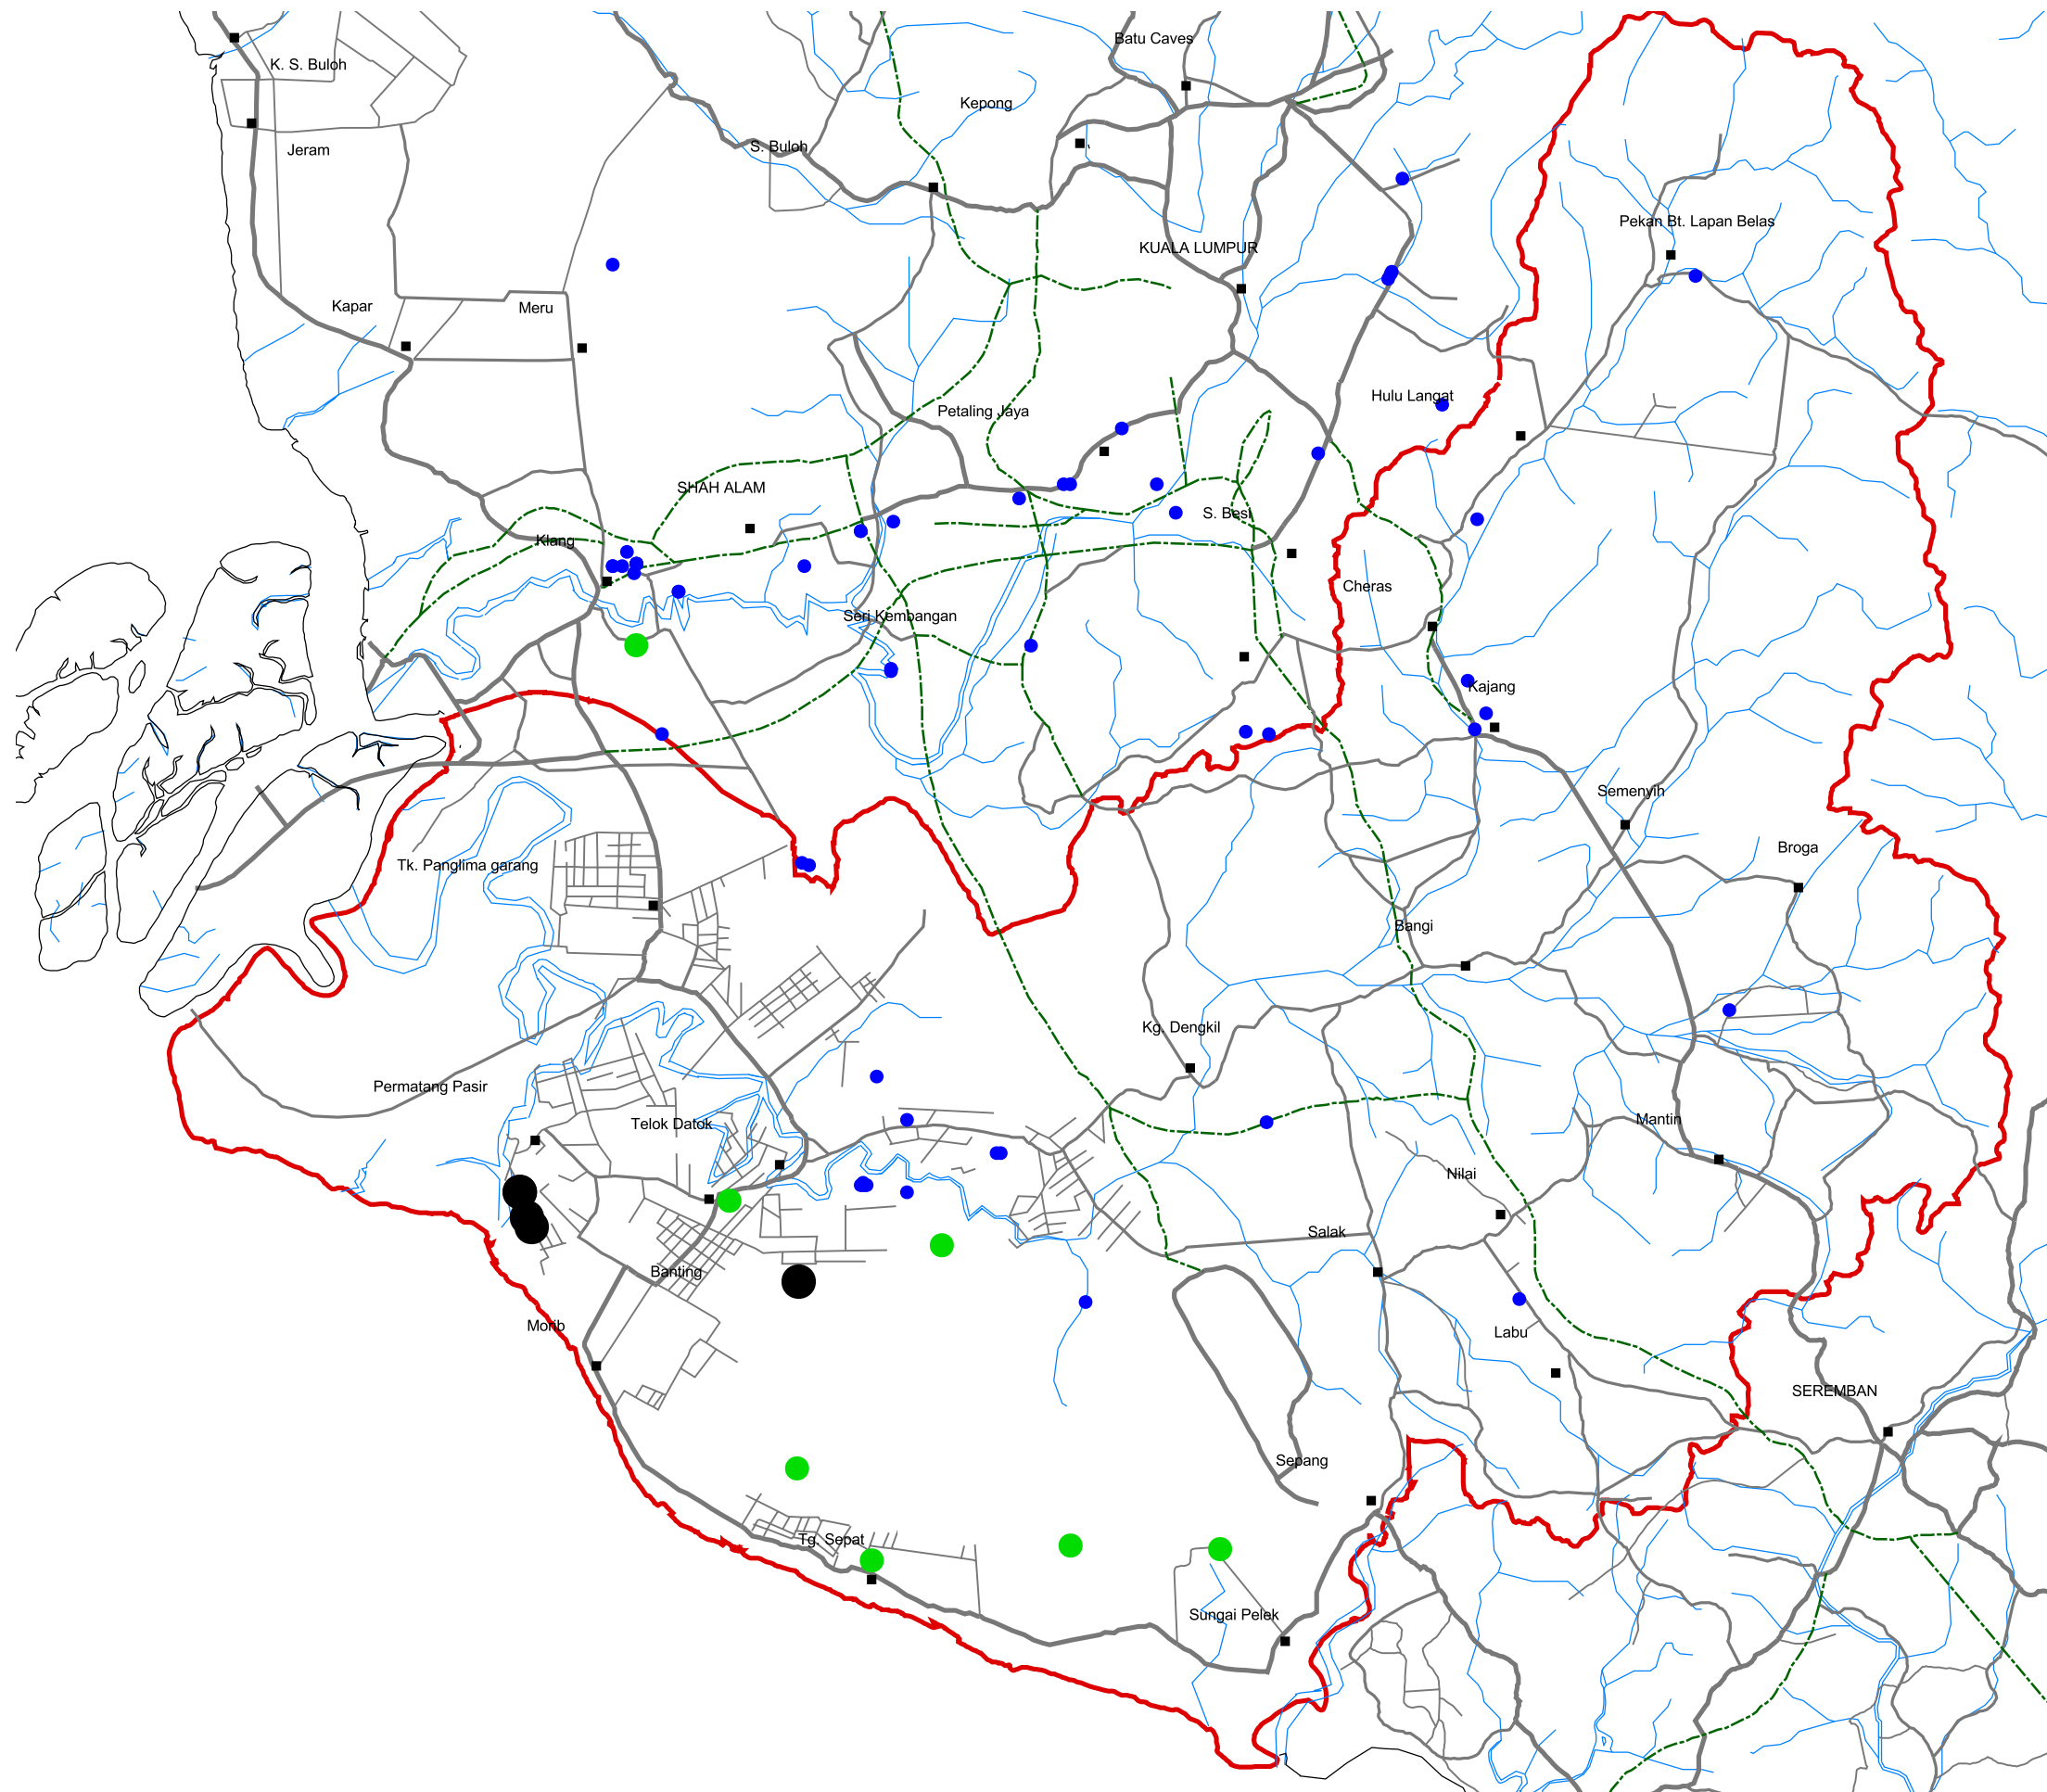 Batu Caves
K. S. Buloh
Kepong
S. Buloh
Jeram
Pekan Bt. Lapan Belas
KUALA LUMPUR
Kapar
Meru
Hulu Langat
Petaling Jaya
SHAH ALAM
S. Besi
Klang
Cheras
Seri Kembangan
Kajang
Semenyih
Broga
Tk. Panglima garang
Bangi
Kg. Dengkil
Permatang Pasir
Mantin
Telok Datok
Nilai
Salak
Banting
Morib
Labu
SEREMBAN
Sepang
Tg. Sepat
Sungai Pelek